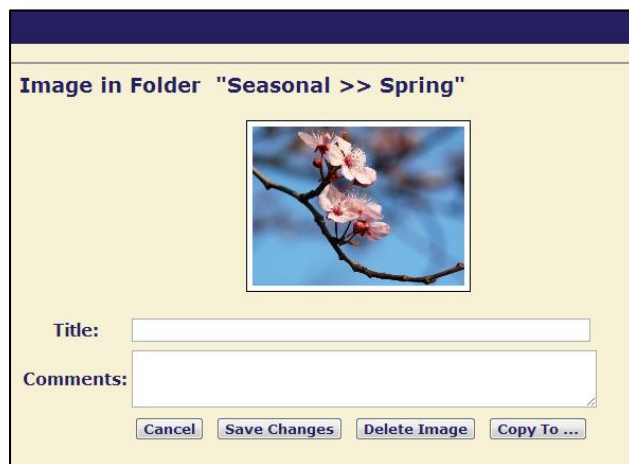 Image in Folder "Seasonal >> Spring"
Title:
Comments:
Cancel Save Changes Delete Image Copy To ...